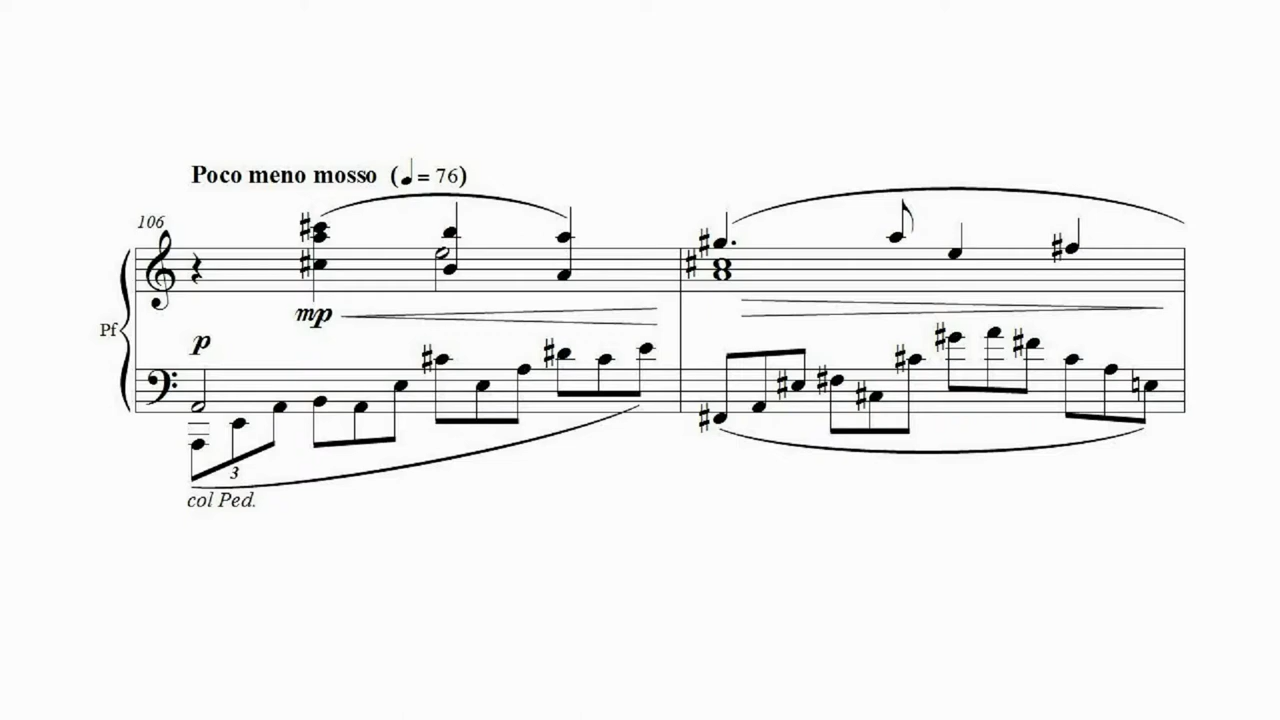 Poco meno mosso (♩ = 76)
106
mp
Pf
p
3
col Ped.